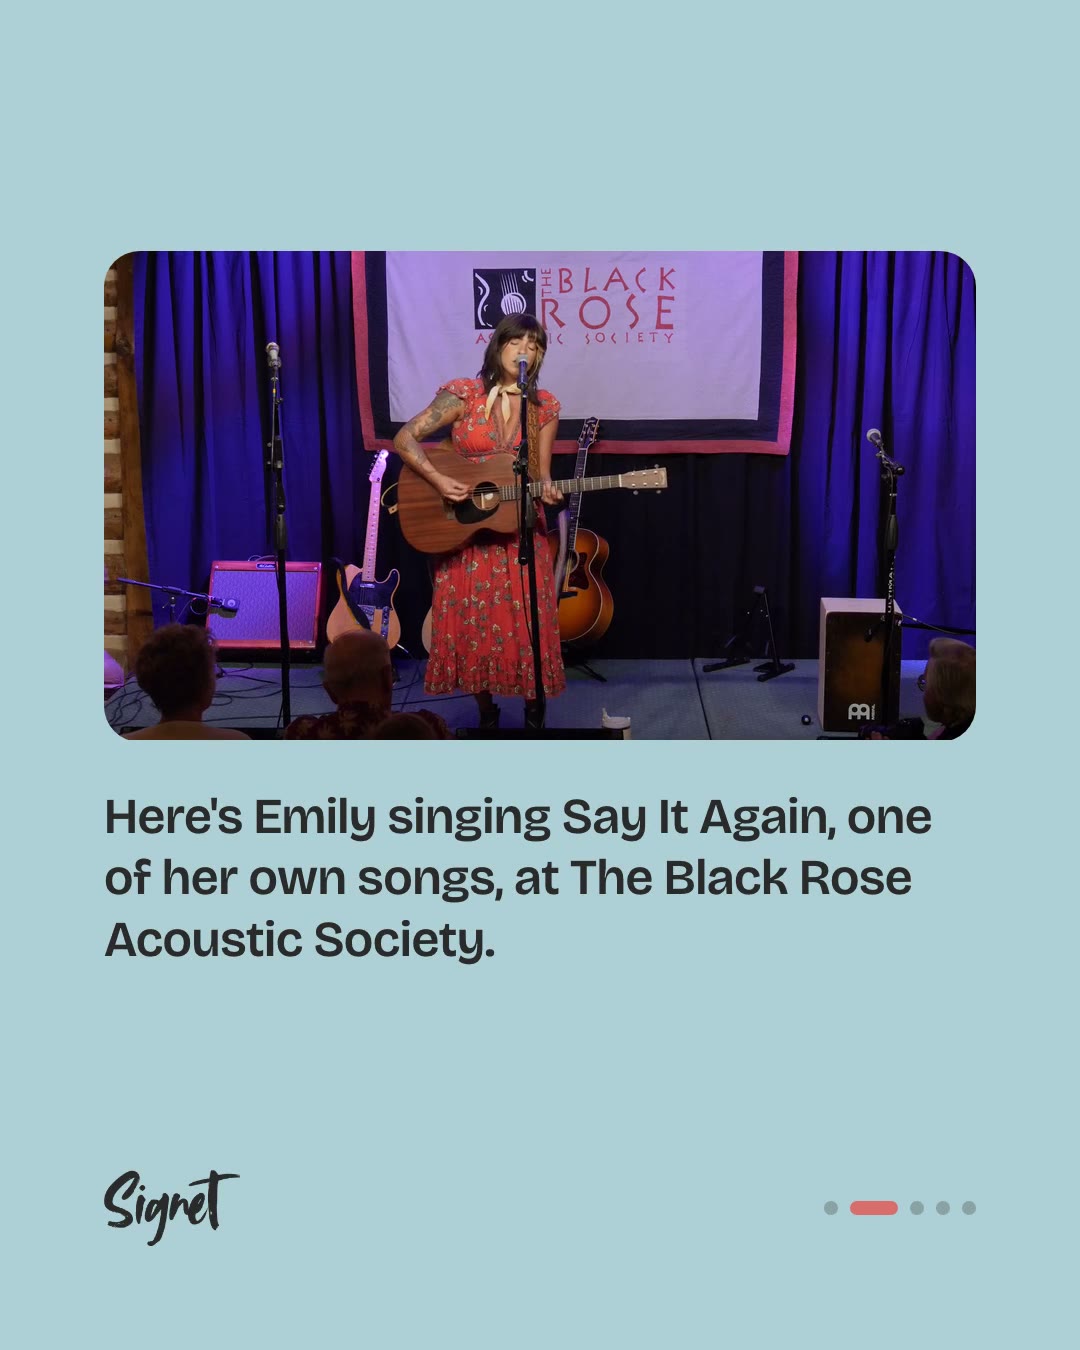 THE BLACK
ROSE
ACOUSTIC SOCIETY
Here's Emily singing Say It Again, one
of her own songs, at The Black Rose
Acoustic Society.
Signet